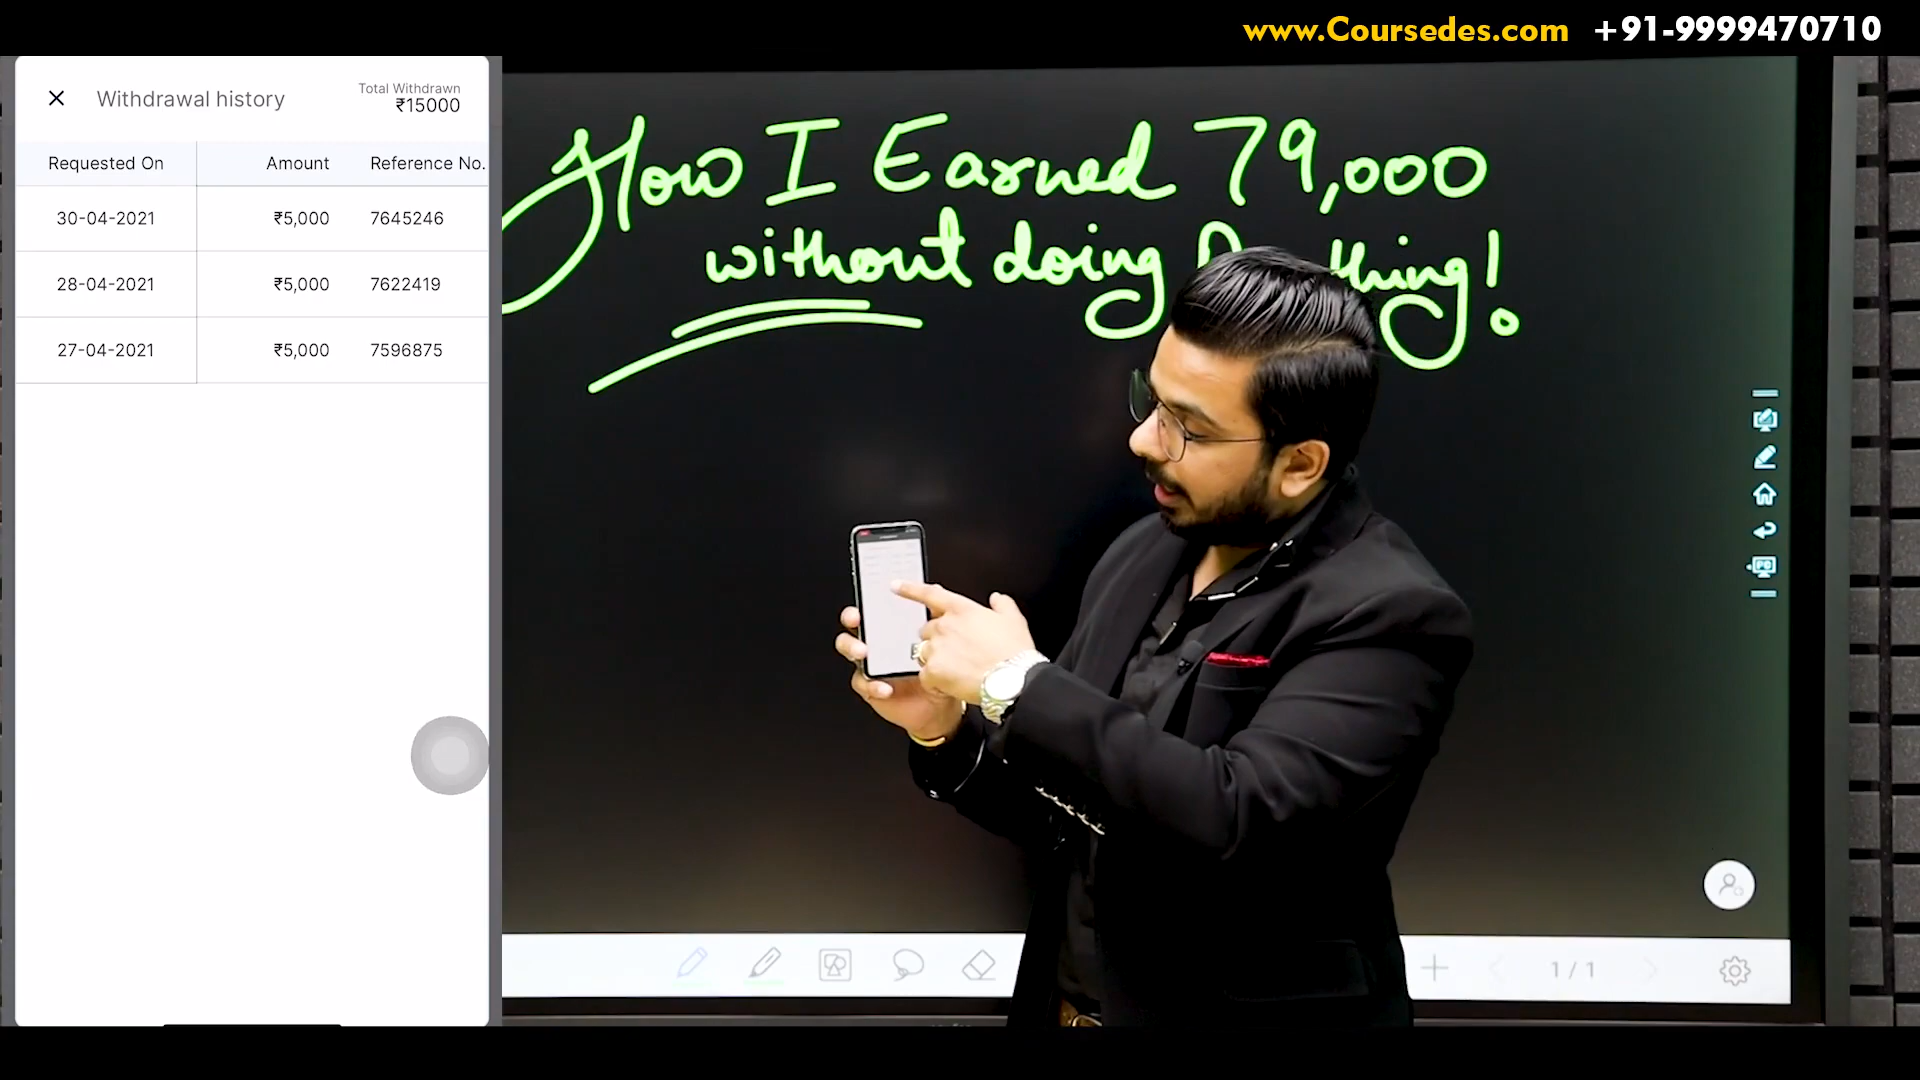 www.Coursedes.com +91-9999470710
Withdrawal history
Total Withdrawn
₹15000
Requested On Amount Reference No.
30-04-2021 ₹5,000 7645246
28-04-2021 ₹5,000 7622419
27-04-2021 ₹5,000 7596875
How I Earned 79,000
without doing thing!
PC
1 / 1